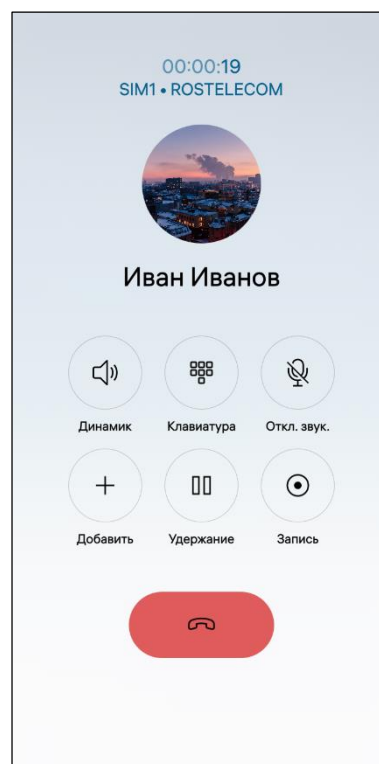 00:00:19
SIM1 • ROSTELECOM
Иван Иванов
Динамик Клавиатура Откл. звук.
Добавить Удержание Запись